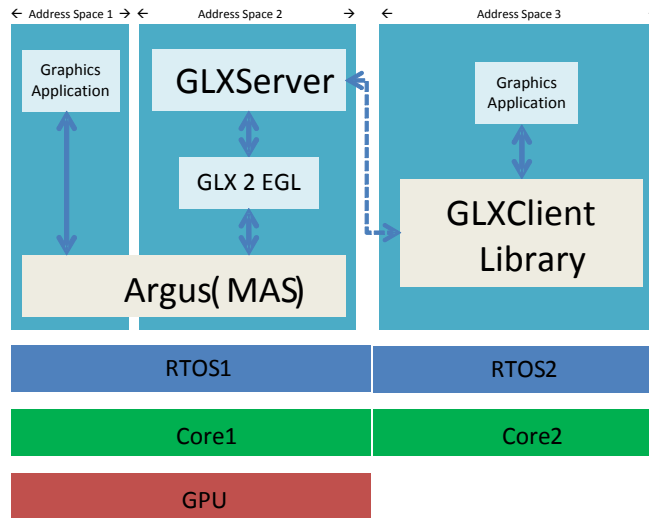 ← Address Space 1 → ← Address Space 2 → ← Address Space 3
Graphics
Application
GLXServer
Graphics
Application
GLX 2 EGL
GLXClient
Library
Argus( MAS)
RTOS1
RTOS2
Core1
Core2
GPU